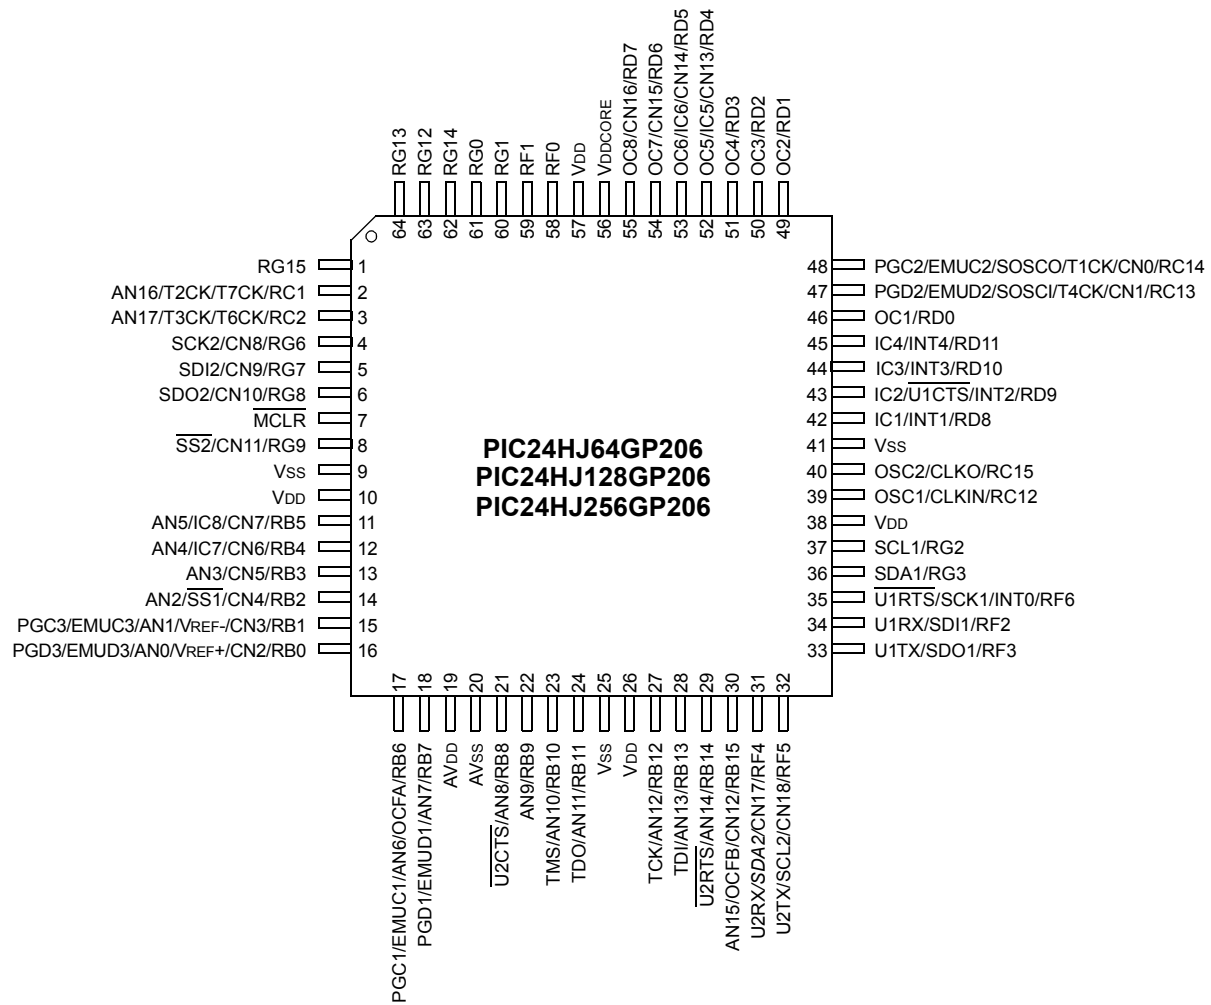 RG13
RG12
RG14
RG0
RG1
RF1
RF0
VDD
VDDCORE
OC8/CN16/RD7
OC7/CN15/RD6
OC6/IC6/CN14/RD5
OC5/IC5/CN13/RD4
OC4/RD3
OC3/RD2
OC2/RD1
64
63
62
61
60
59
58
57
56
55
54
53
52
51
50
49
RG15 1
AN16/T2CK/T7CK/RC1 2
AN17/T3CK/T6CK/RC2 3
SCK2/CN8/RG6 4
SDI2/CN9/RG7 5
SDO2/CN10/RG8 6
MCLR 7
SS2/CN11/RG9 8
VSS 9
VDD 10
AN5/IC8/CN7/RB5 11
AN4/IC7/CN6/RB4 12
AN3/CN5/RB3 13
AN2/SS1/CN4/RB2 14
PGC3/EMUC3/AN1/VREF-/CN3/RB1 15
PGD3/EMUD3/AN0/VREF+/CN2/RB0 16
PIC24HJ64GP206
PIC24HJ128GP206
PIC24HJ256GP206
48 PGC2/EMUC2/SOSCO/T1CK/CN0/RC14
47 PGD2/EMUD2/SOSCI/T4CK/CN1/RC13
46 OC1/RD0
45 IC4/INT4/RD11
44 IC3/INT3/RD10
43 IC2/U1CTS/INT2/RD9
42 IC1/INT1/RD8
41 VSS
40 OSC2/CLKO/RC15
39 OSC1/CLKIN/RC12
38 VDD
37 SCL1/RG2
36 SDA1/RG3
35 U1RTS/SCK1/INT0/RF6
34 U1RX/SDI1/RF2
33 U1TX/SDO1/RF3
17
18
19
20
21
22
23
24
25
26
27
28
29
30
31
32
PGC1/EMUC1/AN6/OCFA/RB6
PGD1/EMUD1/AN7/RB7
AVDD
AVSS
U2CTS/AN8/RB8
AN9/RB9
TMS/AN10/RB10
TDO/AN11/RB11
VSS
VDD
TCK/AN12/RB12
TDI/AN13/RB13
U2RTS/AN14/RB14
AN15/OCFB/CN12/RB15
U2RX/SDA2/CN17/RF4
U2TX/SCL2/CN18/RF5